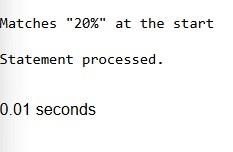 Matches "20%" at the start
Statement processed.
0.01 seconds